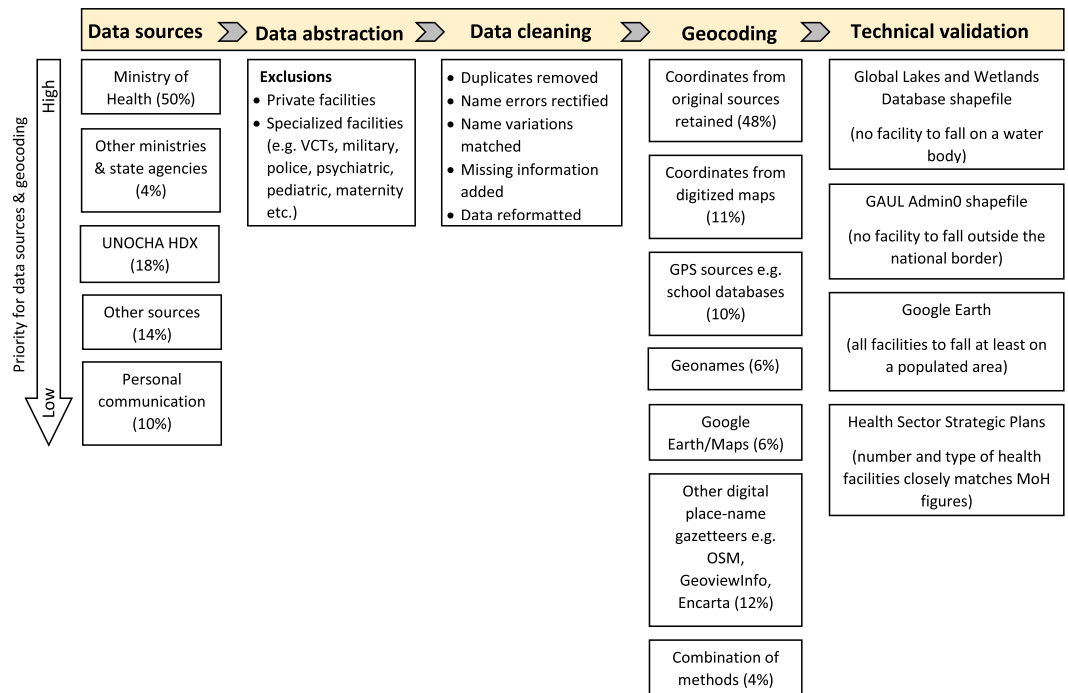 Data sources
Data abstraction
Data cleaning
Geocoding
Technical validation
Priority for data sources & geocoding
High
Low
Ministry of
Health (50%)
Other ministries
& state agencies
(4%)
UNOCHA HDX
(18%)
Other sources
(14%)
Personal
communication
(10%)
Exclusions
• Private facilities
• Specialized facilities
(e.g. VCTs, military,
police, psychiatric,
pediatric, maternity
etc.)
• Duplicates removed
• Name errors rectified
• Name variations
matched
• Missing information
added
• Data reformatted
Coordinates from
original sources
retained (48%)
Coordinates from
digitized maps
(11%)
GPS sources e.g.
school databases
(10%)
Geonames (6%)
Google
Earth/Maps (6%)
Other digital
place-name
gazetteers e.g.
OSM,
GeoviewInfo,
Encarta (12%)
Combination of
methods (4%)
Global Lakes and Wetlands
Database shapefile
(no facility to fall on a water
body)
GAUL Admin0 shapefile
(no facility to fall outside the
national border)
Google Earth
(all facilities to fall at least on
a populated area)
Health Sector Strategic Plans
(number and type of health
facilities closely matches MoH
figures)